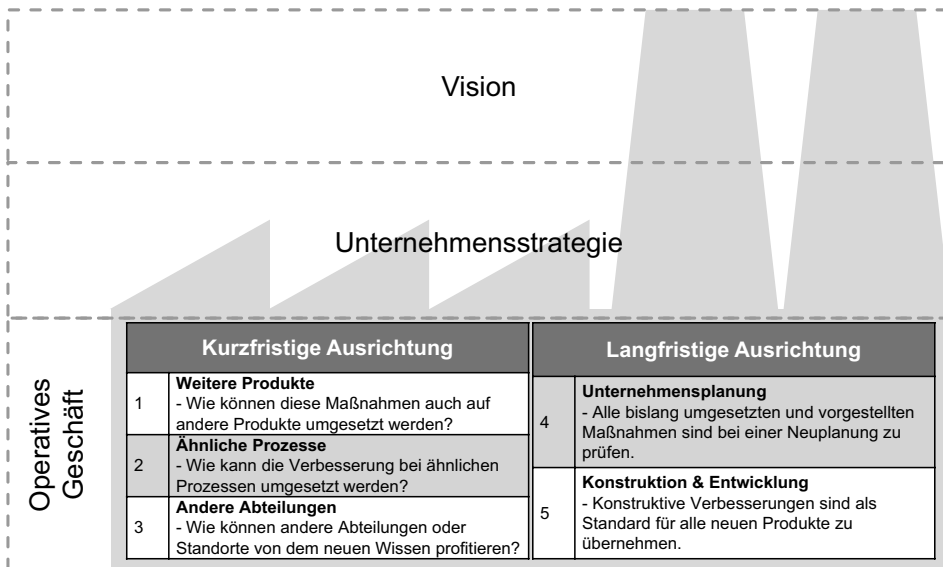 Vision
Unternehmensstrategie
Operatives
Geschäft
Kurzfristige Ausrichtung
1
Weitere Produkte
- Wie können diese Maßnahmen auch auf
andere Produkte umgesetzt werden?
2
Ähnliche Prozesse
- Wie kann die Verbesserung bei ähnlichen
Prozessen umgesetzt werden?
3
Andere Abteilungen
- Wie können andere Abteilungen oder
Standorte von dem neuen Wissen profitieren?
Langfristige Ausrichtung
4
Unternehmensplanung
- Alle bislang umgesetzten und vorgestellten
Maßnahmen sind bei einer Neuplanung zu
prüfen.
5
Konstruktion & Entwicklung
- Konstruktive Verbesserungen sind als
Standard für alle neuen Produkte zu
übernehmen.